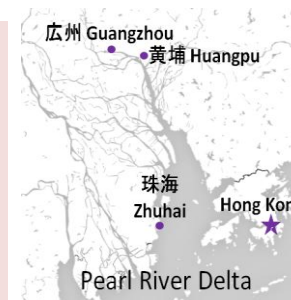 広州 Guangzhou
黄埔 Huangpu
珠海
Zhuhai
Hong Kon
Pearl River Delta